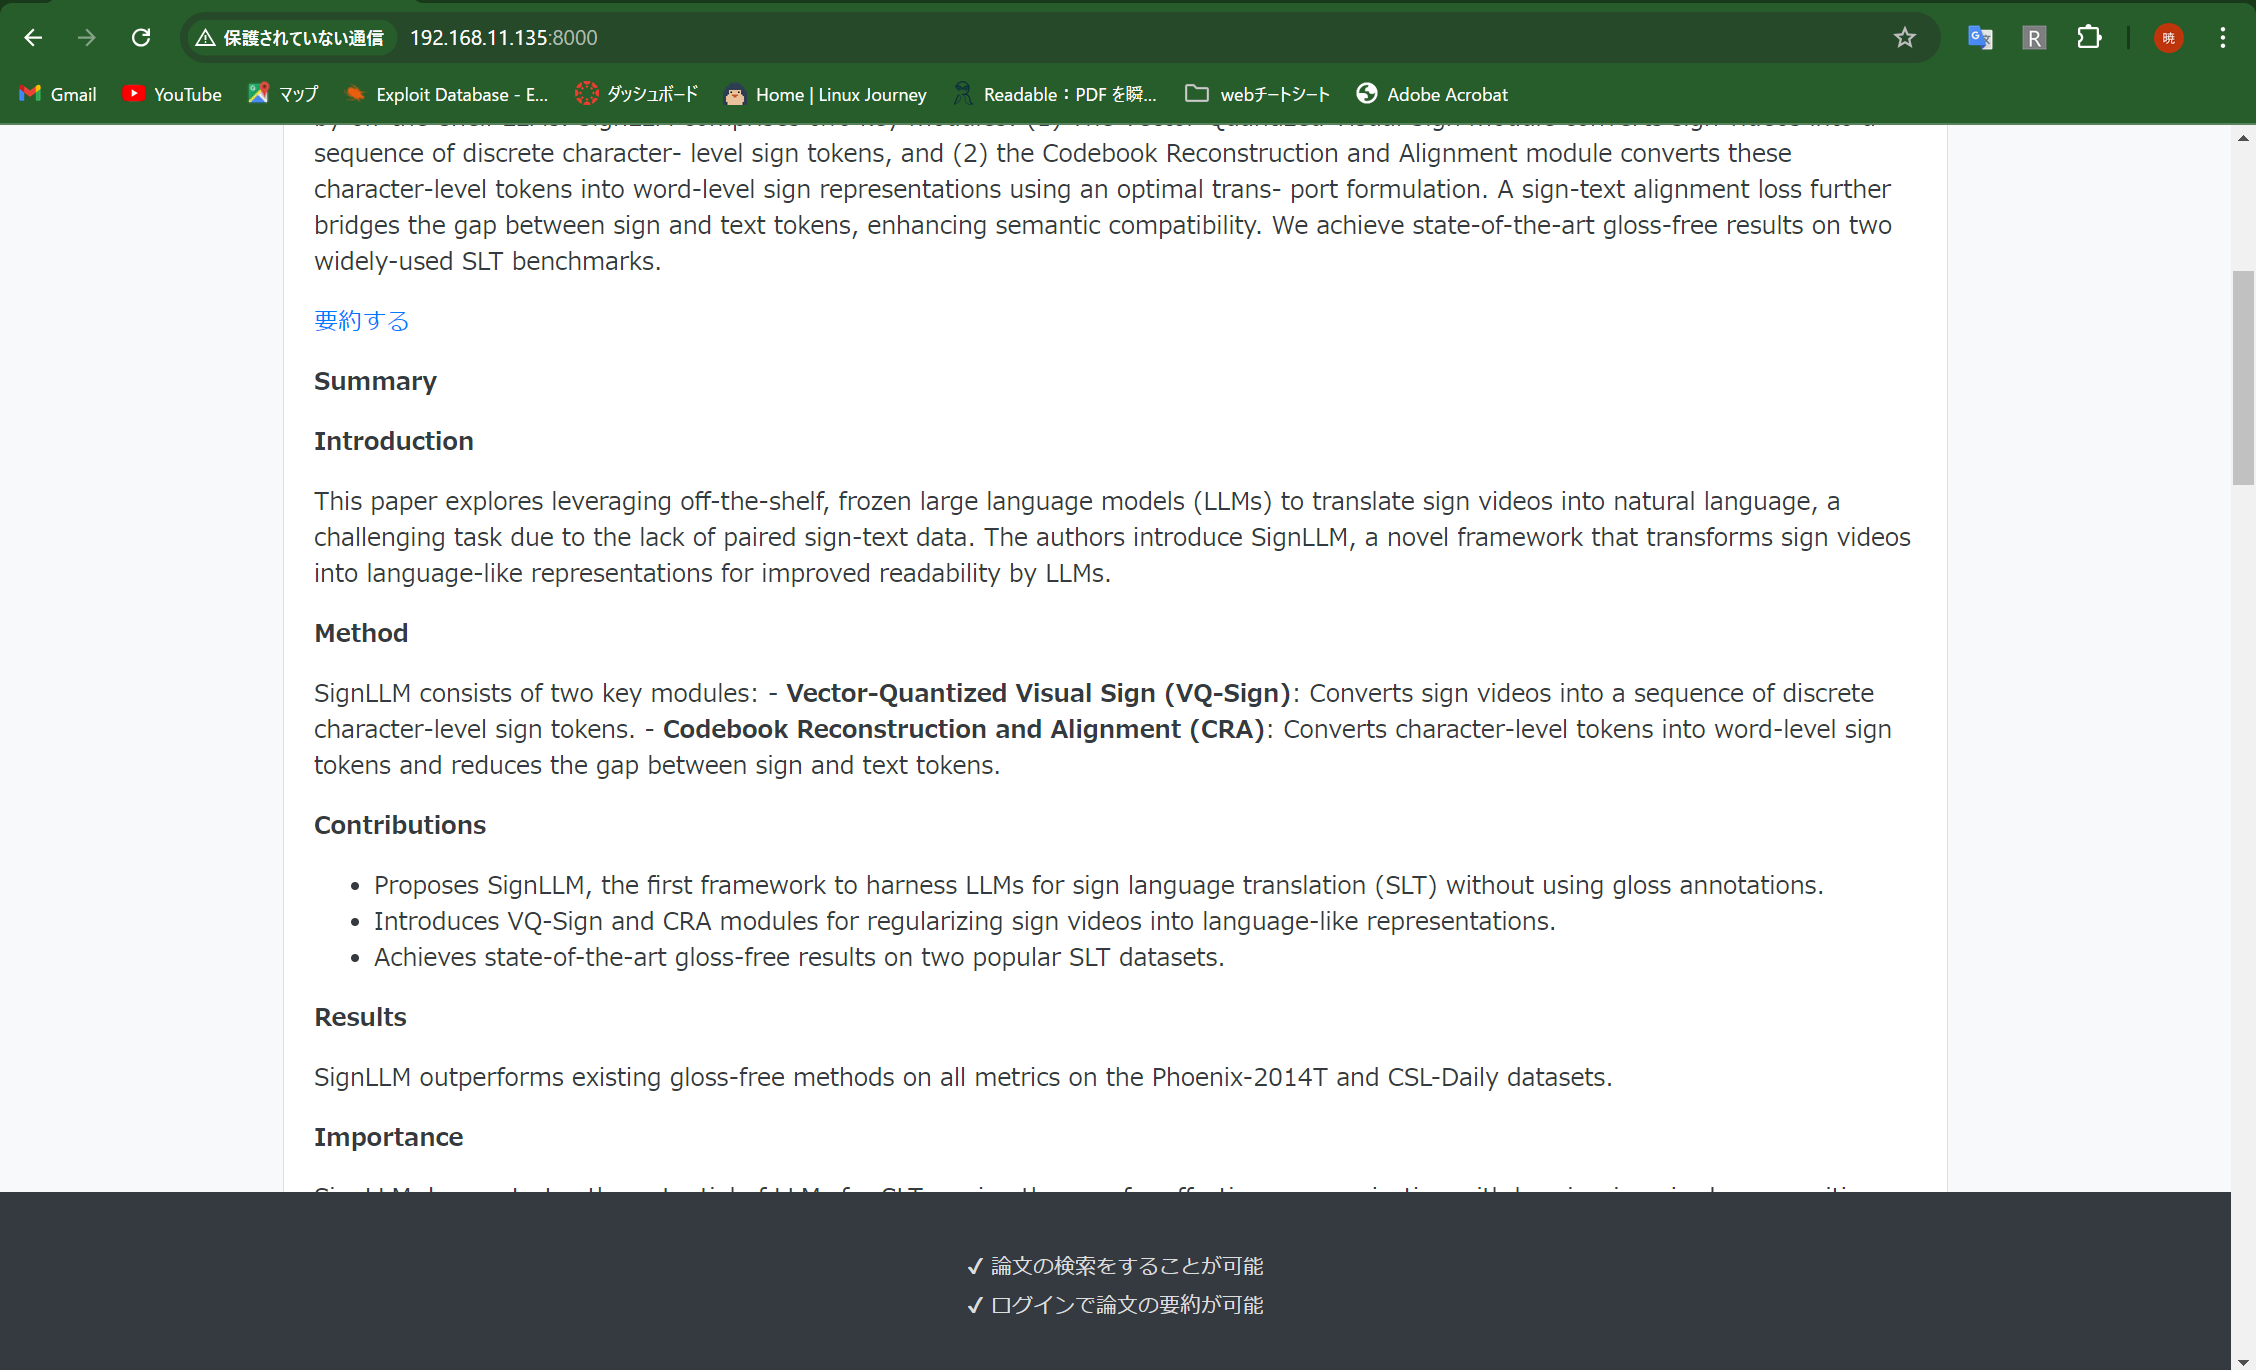 保護されていない通信 192.168.11.135:8000
R
暁
Gmail YouTube マップ Exploit Database - E... ダッシュボード Home | Linux Journey Readable：PDF を瞬... webチートシート Adobe Acrobat
sequence of discrete character- level sign tokens, and (2) the Codebook Reconstruction and Alignment module converts these
character-level tokens into word-level sign representations using an optimal trans- port formulation. A sign-text alignment loss further
bridges the gap between sign and text tokens, enhancing semantic compatibility. We achieve state-of-the-art gloss-free results on two
widely-used SLT benchmarks.
要約する
Summary
Introduction
This paper explores leveraging off-the-shelf, frozen large language models (LLMs) to translate sign videos into natural language, a
challenging task due to the lack of paired sign-text data. The authors introduce SignLLM, a novel framework that transforms sign videos
into language-like representations for improved readability by LLMs.
Method
SignLLM consists of two key modules: - Vector-Quantized Visual Sign (VQ-Sign): Converts sign videos into a sequence of discrete
character-level sign tokens. - Codebook Reconstruction and Alignment (CRA): Converts character-level tokens into word-level sign
tokens and reduces the gap between sign and text tokens.
Contributions
• Proposes SignLLM, the first framework to harness LLMs for sign language translation (SLT) without using gloss annotations.
• Introduces VQ-Sign and CRA modules for regularizing sign videos into language-like representations.
• Achieves state-of-the-art gloss-free results on two popular SLT datasets.
Results
SignLLM outperforms existing gloss-free methods on all metrics on the Phoenix-2014T and CSL-Daily datasets.
Importance
✓ 論文の検索をすることが可能
✓ ログインで論文の要約が可能